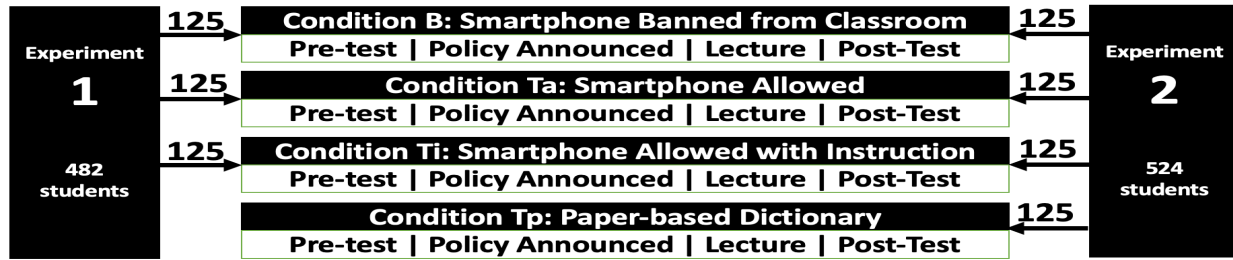 Experiment
1
482
students
125
Condition B: Smartphone Banned from Classroom
Pre-test | Policy Announced | Lecture | Post-Test
125
125
Condition Ta: Smartphone Allowed
Pre-test | Policy Announced | Lecture | Post-Test
125
125
Condition Ti: Smartphone Allowed with Instruction
Pre-test | Policy Announced | Lecture | Post-Test
125
Condition Tp: Paper-based Dictionary
Pre-test | Policy Announced | Lecture | Post-Test
125
Experiment
2
524
students